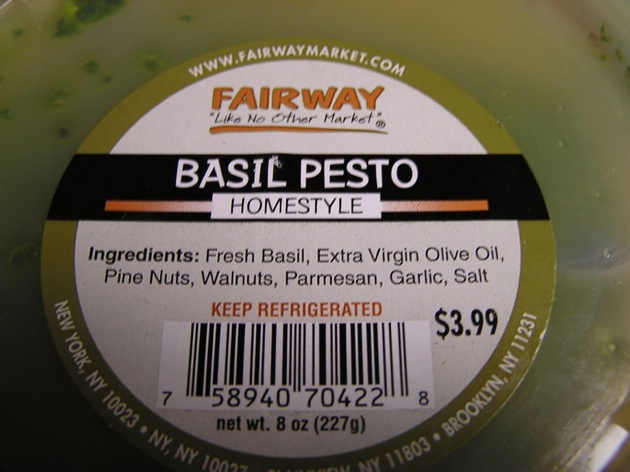 WWW.FAIRWAYMARKET.COM
FAIRWAY
"Like No Other Market"®
BASIL PESTO
HOMESTYLE
Ingredients: Fresh Basil, Extra Virgin Olive Oil,
Pine Nuts, Walnuts, Parmesan, Garlic, Salt
KEEP REFRIGERATED
$3.99
7 58940 70422 8
net wt. 8 oz (227g)
NEW YORK, NY 10023 • NY, NY 10027 NY 11803 • BROOKLYN, NY 11231